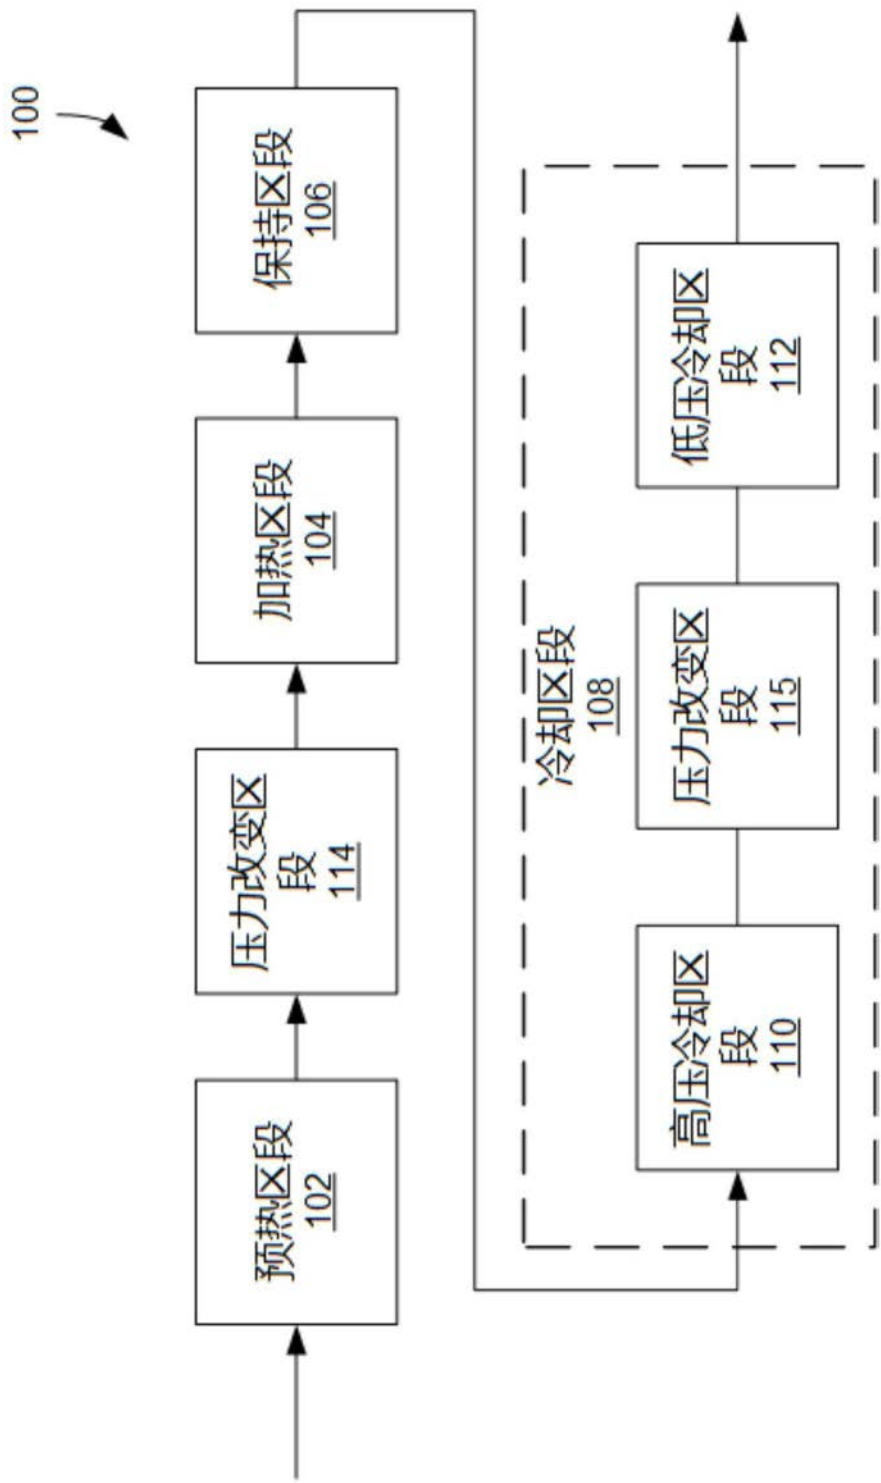 100
预热区段
102
压力改变区
段
114
加热区段
104
保持区段
106
冷却区段
108
高压冷却区
段
110
压力改变区
段
115
低压冷却区
段
112